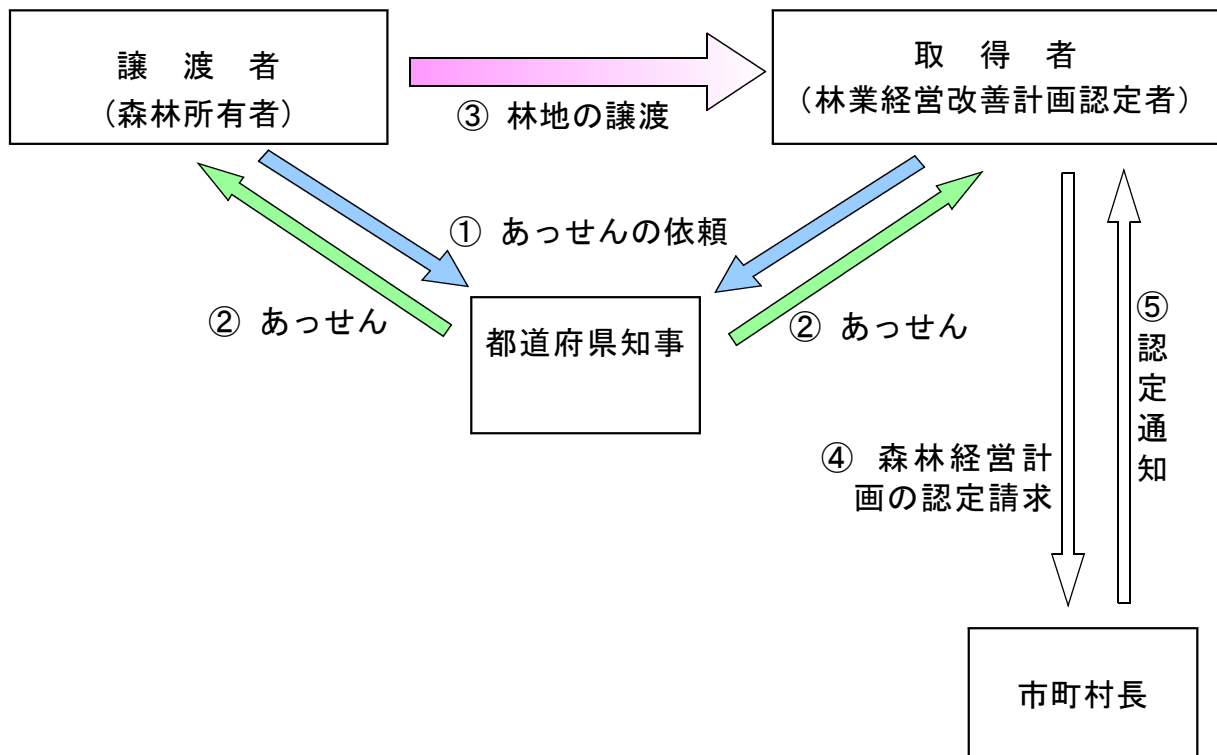 譲　渡　者
（森林所有者）
取　得　者
（林業経営改善計画認定者）
③ 林地の譲渡
① あっせんの依頼
② あっせん
② あっせん
都道府県知事
⑤認定通知
④ 森林経営計
画の認定請求
市町村長